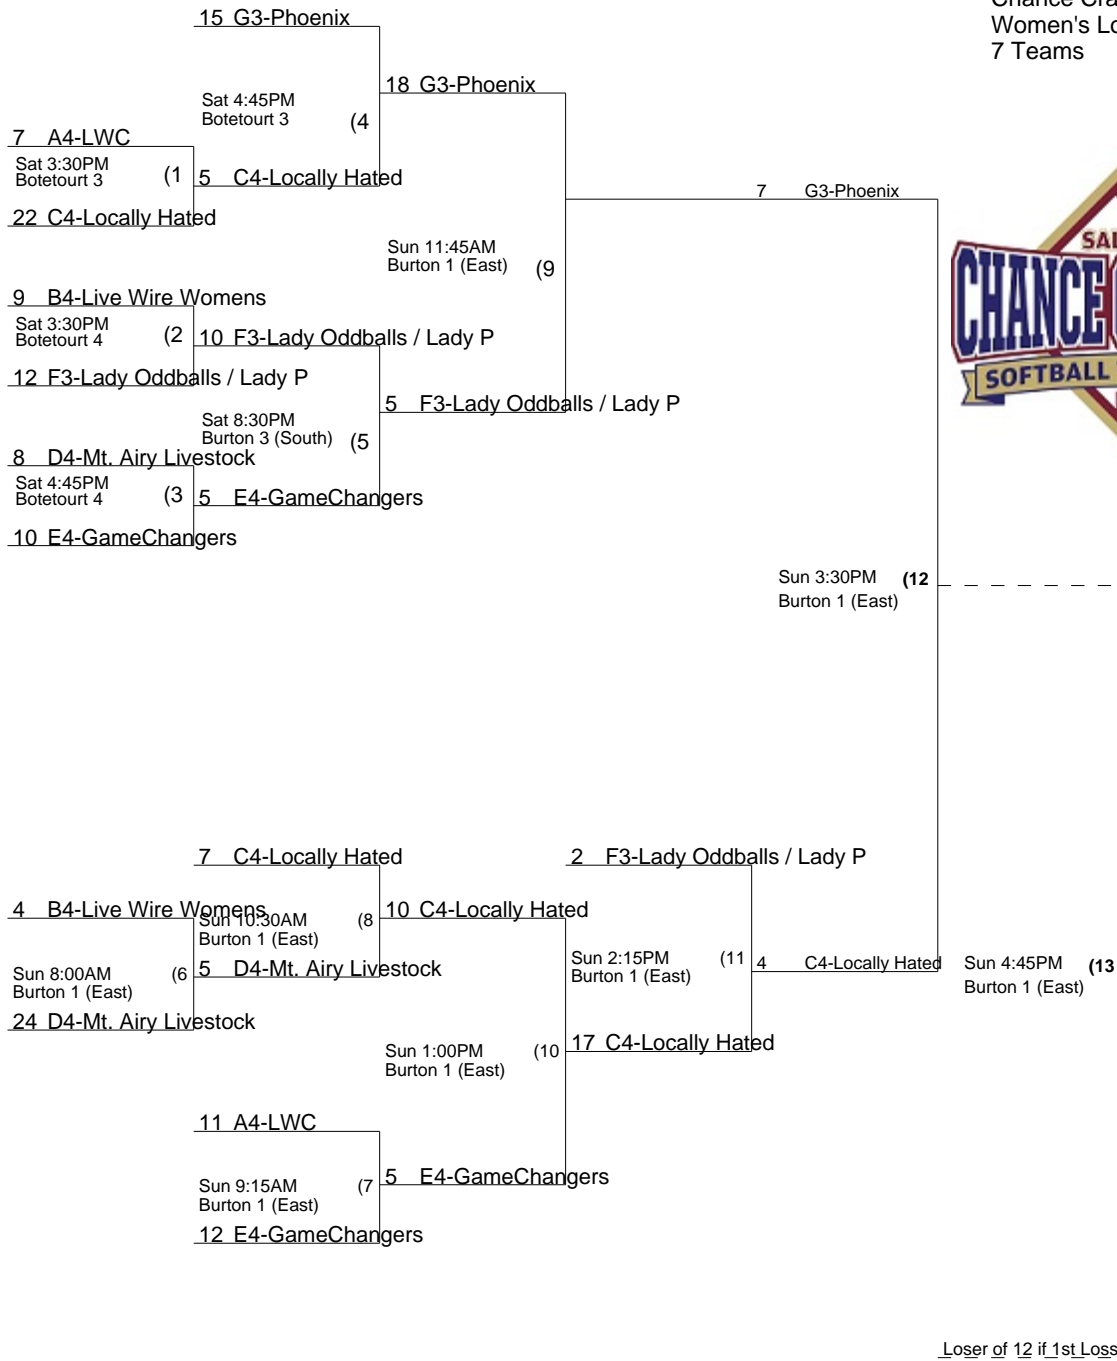 Women's
7 Teams
15 G3-Phoenix
18 G3-Phoenix
Sat 4:45PM
Botetourt 3 (4
7 A4-LWC
Sat 3:30PM
Botetourt 3 (1
5 C4-Locally Hated
22 C4-Locally Hated
7 G3-Phoenix
Sun 11:45AM
Burton 1 (East) (9
9 B4-Live Wire Womens
Sat 3:30PM
Botetourt 4 (2
10 F3-Lady Oddballs / Lady P
12 F3-Lady Oddballs / Lady P
5 F3-Lady Oddballs / Lady P
Sat 8:30PM
Burton 3 (South) (5
8 D4-Mt. Airy Livestock
Sat 4:45PM
Botetourt 4 (3
5 E4-GameChangers
10 E4-GameChangers
CHANCE
SOFTBALL
Sun 3:30PM (12
Burton 1 (East)
7 C4-Locally Hated
2 F3-Lady Oddballs / Lady P
4 B4-Live Wire Womens
Sun 10:30AM (8
Burton 1 (East)
10 C4-Locally Hated
Sun 8:00AM (6
Burton 1 (East)
5 D4-Mt. Airy Livestock
24 D4-Mt. Airy Livestock
Sun 2:15PM (11
Burton 1 (East)
4 C4-Locally Hated
Sun 4:45PM (13
Burton 1 (East)
Sun 1:00PM (10
Burton 1 (East)
17 C4-Locally Hated
11 A4-LWC
Sun 9:15AM (7
Burton 1 (East)
5 E4-GameChangers
12 E4-GameChangers
Loser of 12 if 1st Loss